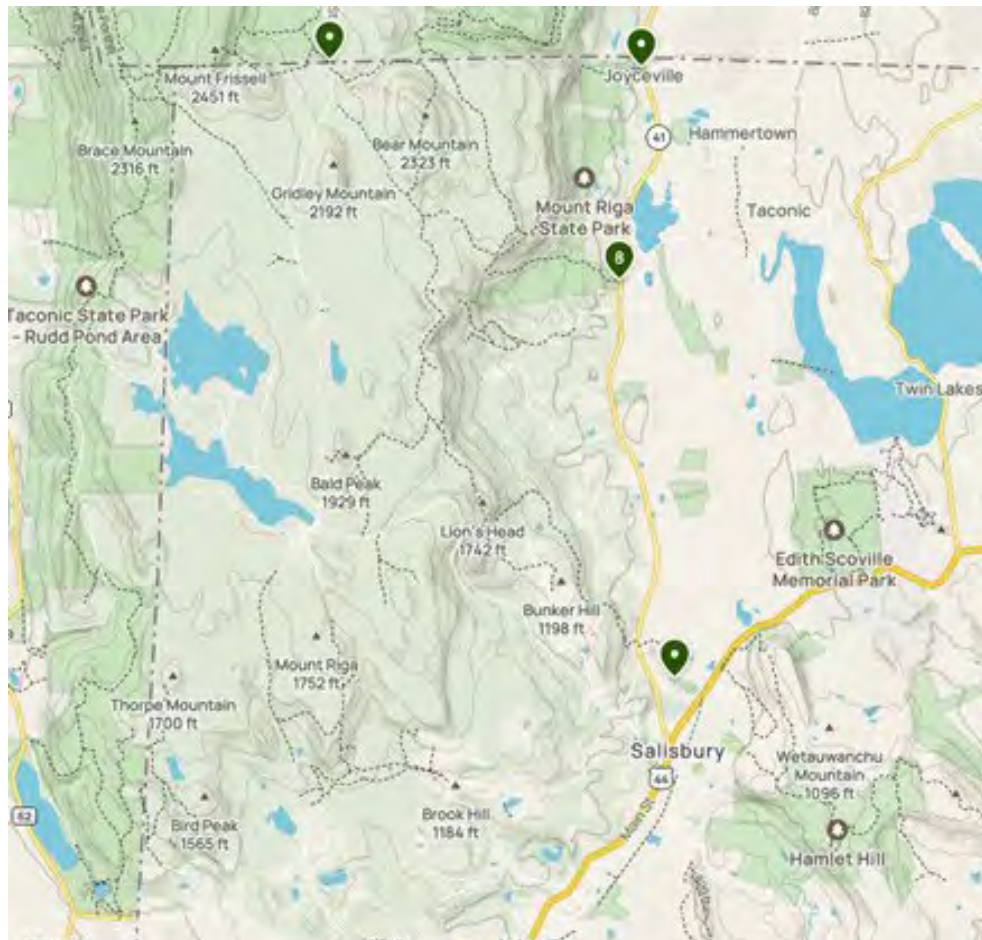 Mount Frissell
2451 ft
Joyceville
41
Hammertown
Bear Mountain
2323 ft
Brace Mountain
2316 ft
Gridley Mountain
2192 ft
Mount Riga
State Park
Taconic
8
Taconic State Park
– Rudd Pond Area
Twin Lakes
Bald Peak
1929 ft
Lion's Head
1742 ft
Edith Scoville
Memorial Park
Bunker Hill
1198 ft
Mount Riga
1752 ft
Thorpe Mountain
1700 ft
Salisbury
44
Wetauwanchu
Mountain
1096 ft
62
Bird Peak
1565 ft
Brook Hill
1184 ft
Main St
Hamlet Hill